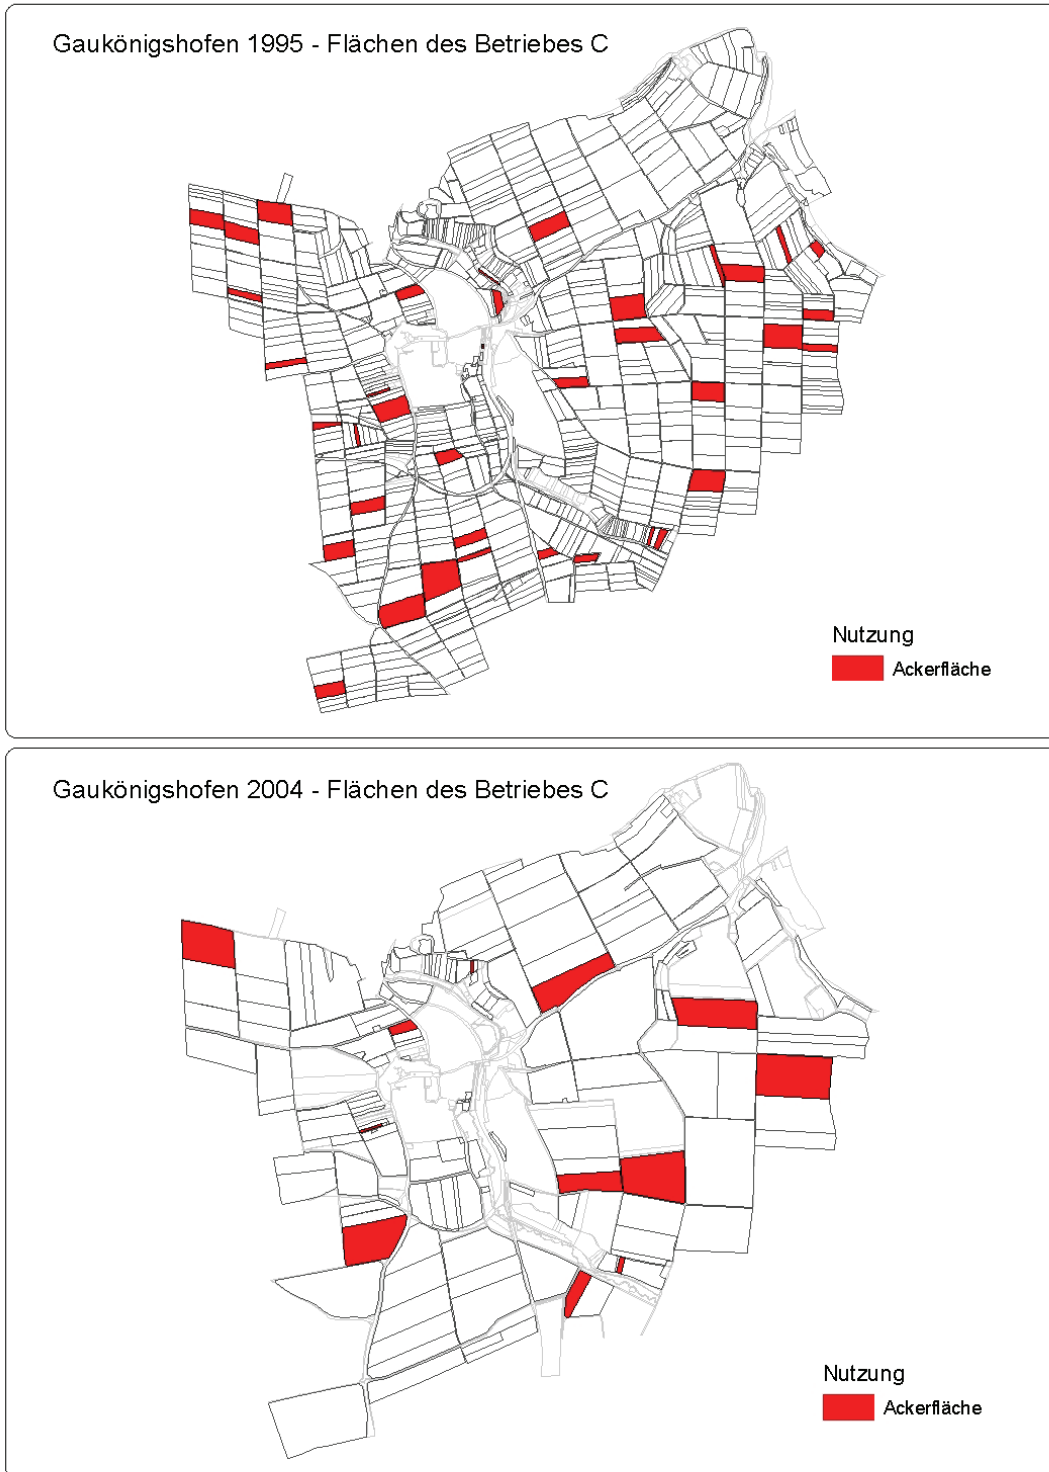 Gaukönigshofen 1995 - Flächen des Betriebes C
Nutzung
Ackerfläche
Gaukönigshofen 2004 - Flächen des Betriebes C
Nutzung
Ackerfläche